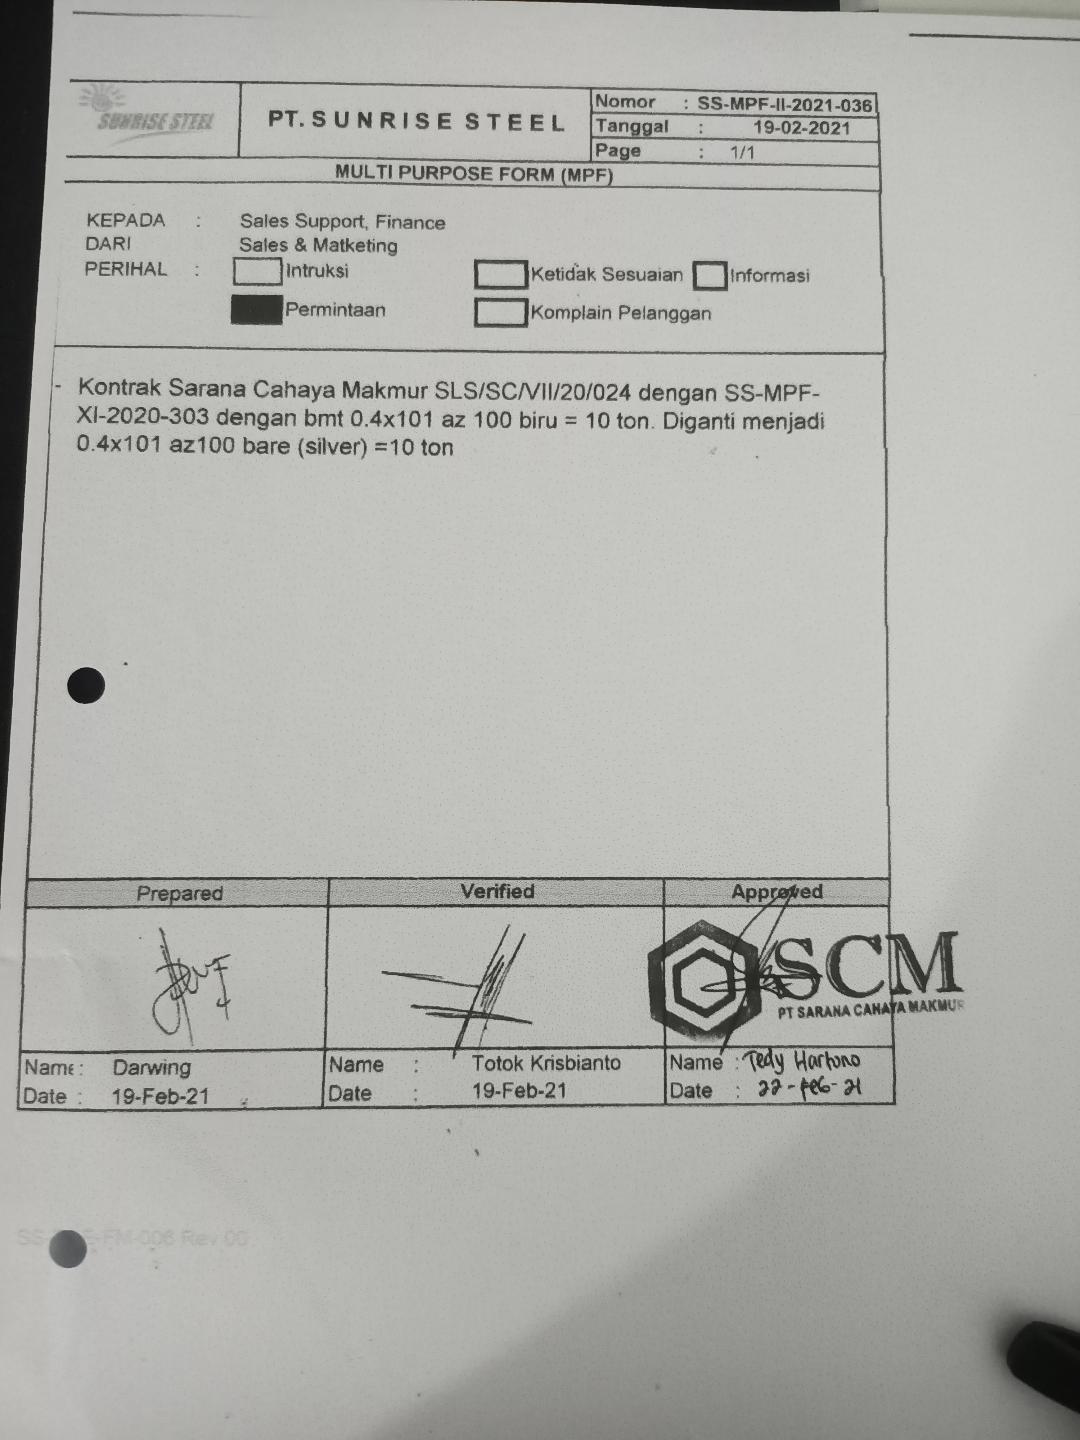 SUNRISE STEEL
PT. SUNRISE STEEL
Nomor : SS-MPF-II-2021-036
Tanggal : 19-02-2021
Page : 1/1
MULTI PURPOSE FORM (MPF)
KEPADA : Sales Support, Finance
DARI Sales & Matketing
PERIHAL : Intruksi Ketidak Sesuaian Informasi
Permintaan Komplain Pelanggan
- Kontrak Sarana Cahaya Makmur SLS/SC/VII/20/024 dengan SS-MPF-
XI-2020-303 dengan bmt 0.4x101 az 100 biru = 10 ton. Diganti menjadi
0.4x101 az100 bare (silver) =10 ton
Prepared Verified Approved
SCM
PT SARANA CAHAYA MAKMUR
Name : Darwing Name : Totok Krisbianto Name : Tedy Hartono
Date : 19-Feb-21 Date : 19-Feb-21 Date : 22-Feb-21
FM-006 Rev 00